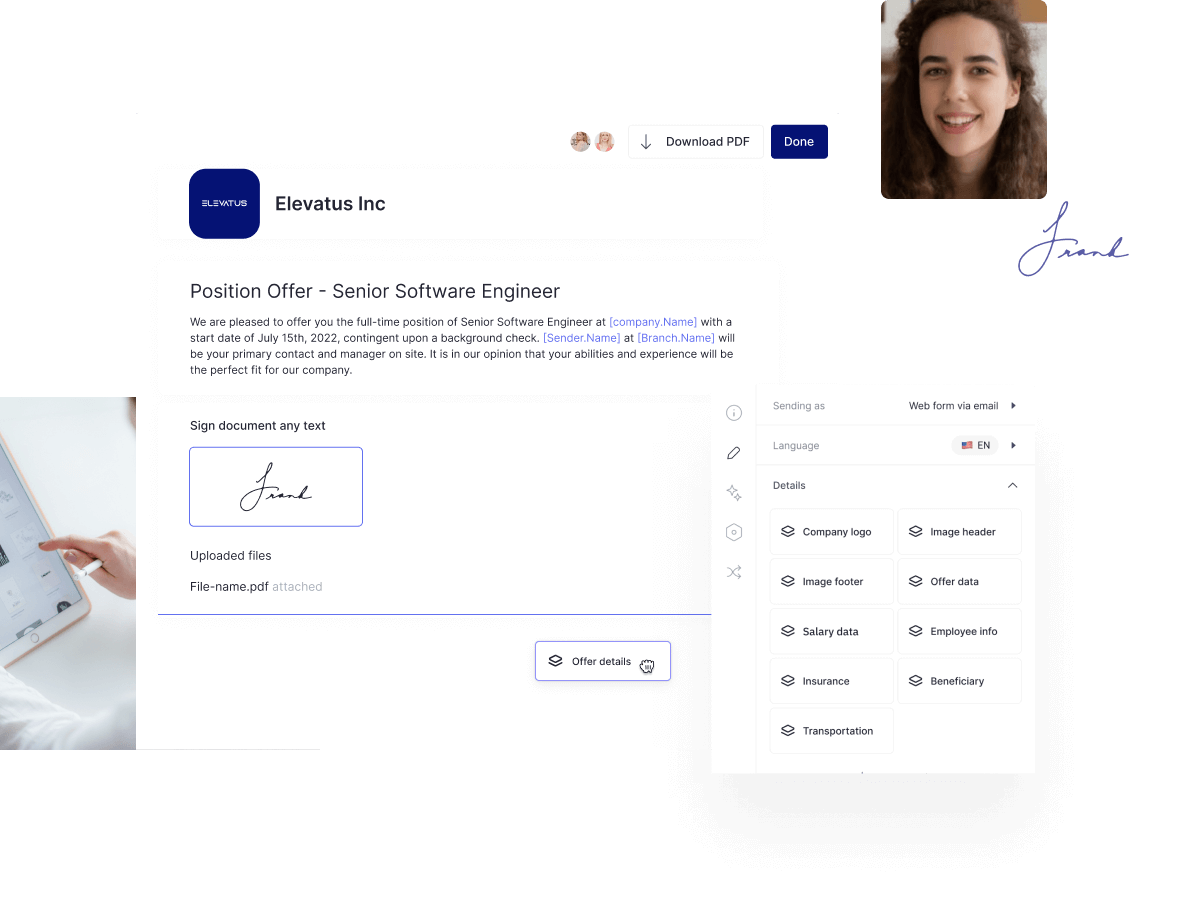 Download PDF
Done
ELEVATUS
Elevatus Inc
Frank
Position Offer - Senior Software Engineer
We are pleased to offer you the full-time position of Senior Software Engineer at [company.Name] with a
start date of July 15th, 2022, contingent upon a background check. [Sender.Name] at [Branch.Name] will
be your primary contact and manager on site. It is in our opinion that your abilities and experience will be
the perfect fit for our company.
Sign document any text
Frank
Uploaded files
File-name.pdf attached
Offer details
Sending as
Web form via email
Language
EN
Details
Company logo
Image header
Image footer
Offer data
Salary data
Employee info
Insurance
Beneficiary
Transportation